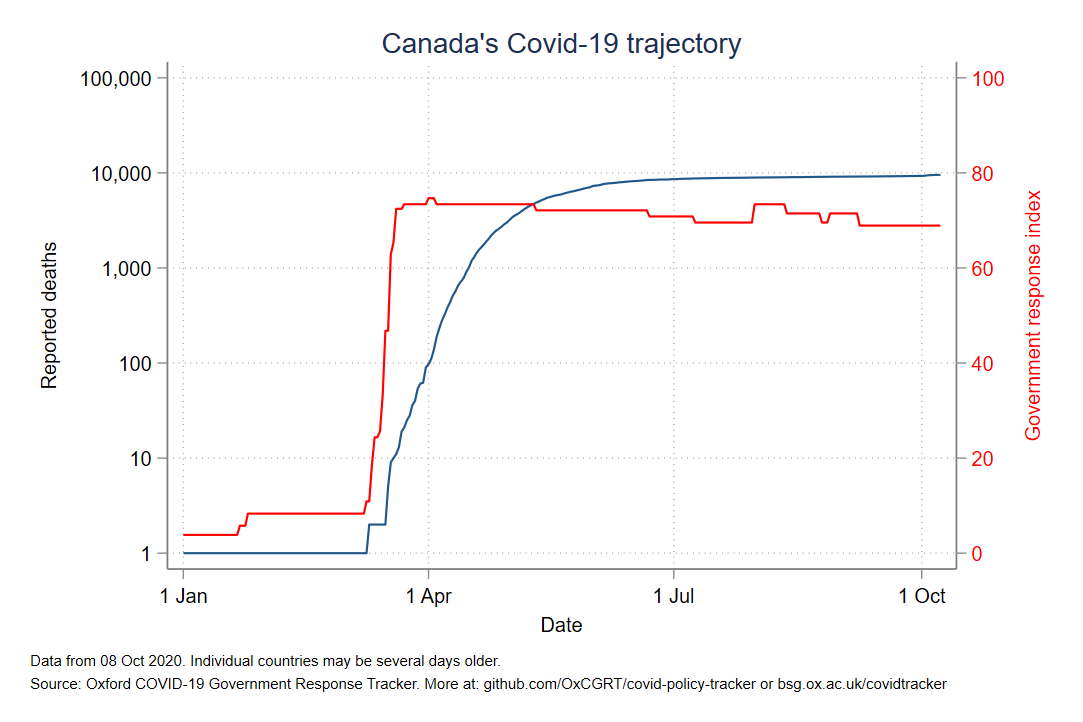 Canada's Covid-19 trajectory
100,000
10,000
1,000
100
10
1
Reported deaths
100
80
60
40
20
0
Government response index
1 Jan
1 Apr
1 Jul
1 Oct
Date
Data from 08 Oct 2020. Individual countries may be several days older.
Source: Oxford COVID-19 Government Response Tracker. More at: github.com/OxCGRT/covid-policy-tracker or bsg.ox.ac.uk/covidtracker